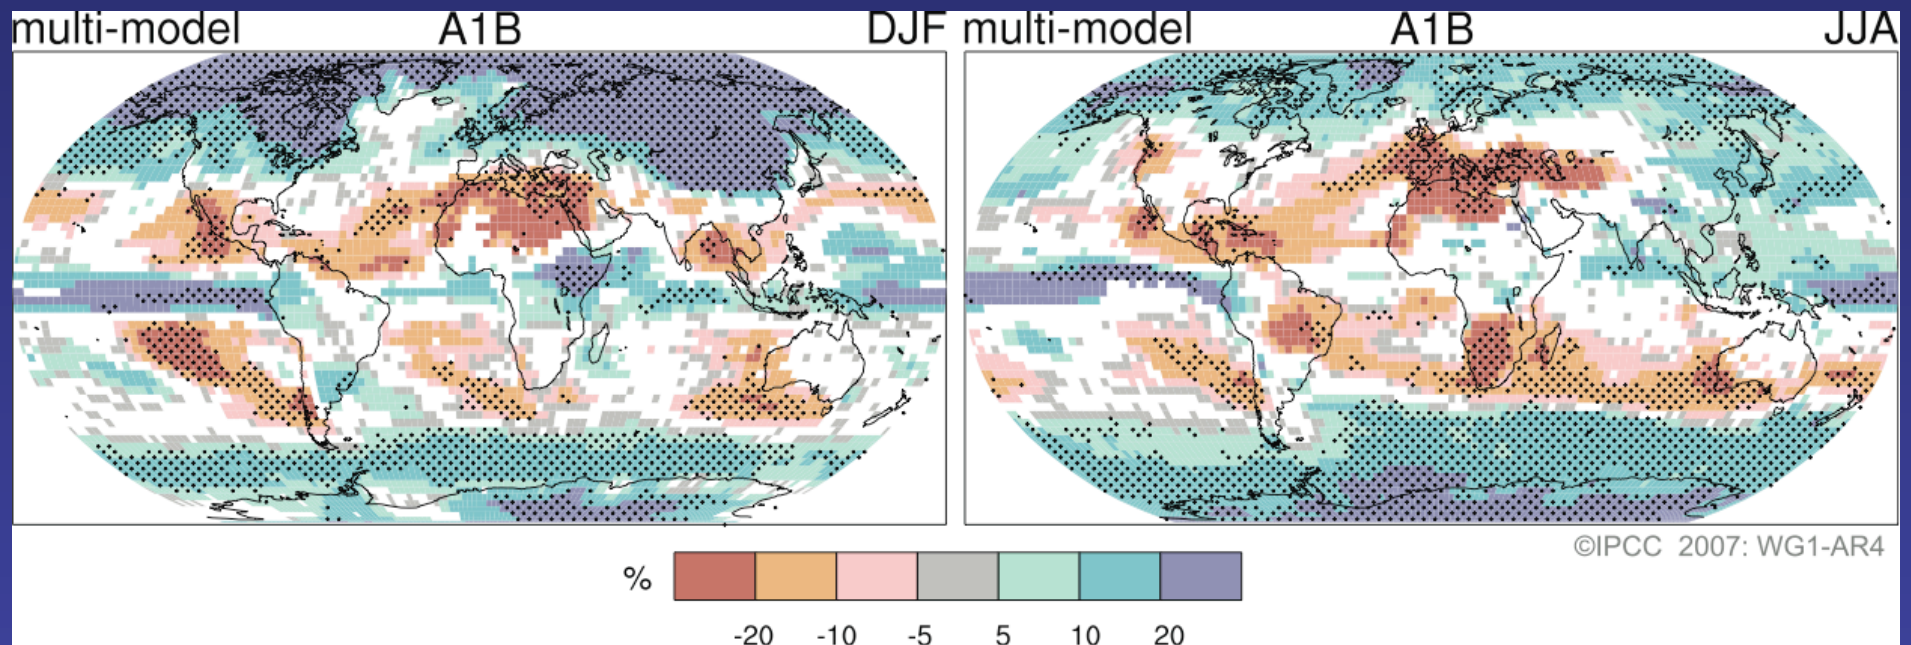 multi-model A1B DJF
multi-model A1B JJA
©IPCC 2007: WG1-AR4
%
-20 -10 -5 5 10 20